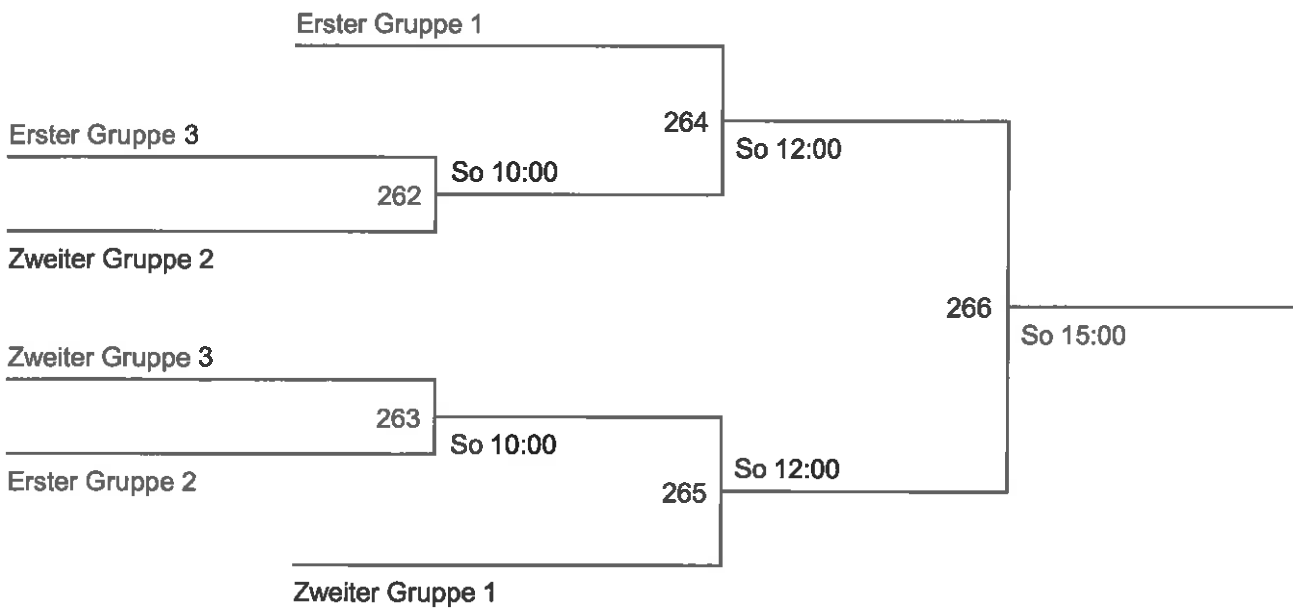 Erster Gruppe 1
264
So 12:00
Erster Gruppe 3
So 10:00
262
Zweiter Gruppe 2
266
So 15:00
Zweiter Gruppe 3
263
So 10:00
Erster Gruppe 2
So 12:00
265
Zweiter Gruppe 1